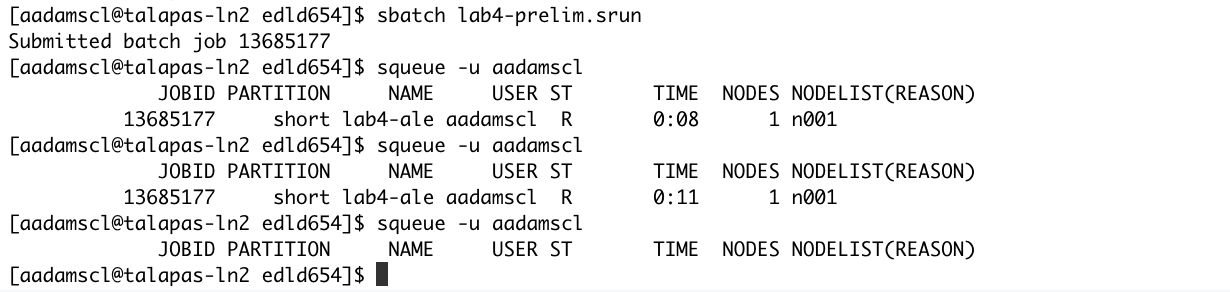 [aadamscl@talapas-ln2 edld654]$ sbatch lab4-prelim.srun
Submitted batch job 13685177
[aadamscl@talapas-ln2 edld654]$ squeue -u aadamscl
             JOBID PARTITION     NAME     USER ST       TIME  NODES NODELIST(REASON)
          13685177     short lab4-ale aadamscl  R       0:08      1 n001
[aadamscl@talapas-ln2 edld654]$ squeue -u aadamscl
             JOBID PARTITION     NAME     USER ST       TIME  NODES NODELIST(REASON)
          13685177     short lab4-ale aadamscl  R       0:11      1 n001
[aadamscl@talapas-ln2 edld654]$ squeue -u aadamscl
             JOBID PARTITION     NAME     USER ST       TIME  NODES NODELIST(REASON)
[aadamscl@talapas-ln2 edld654]$